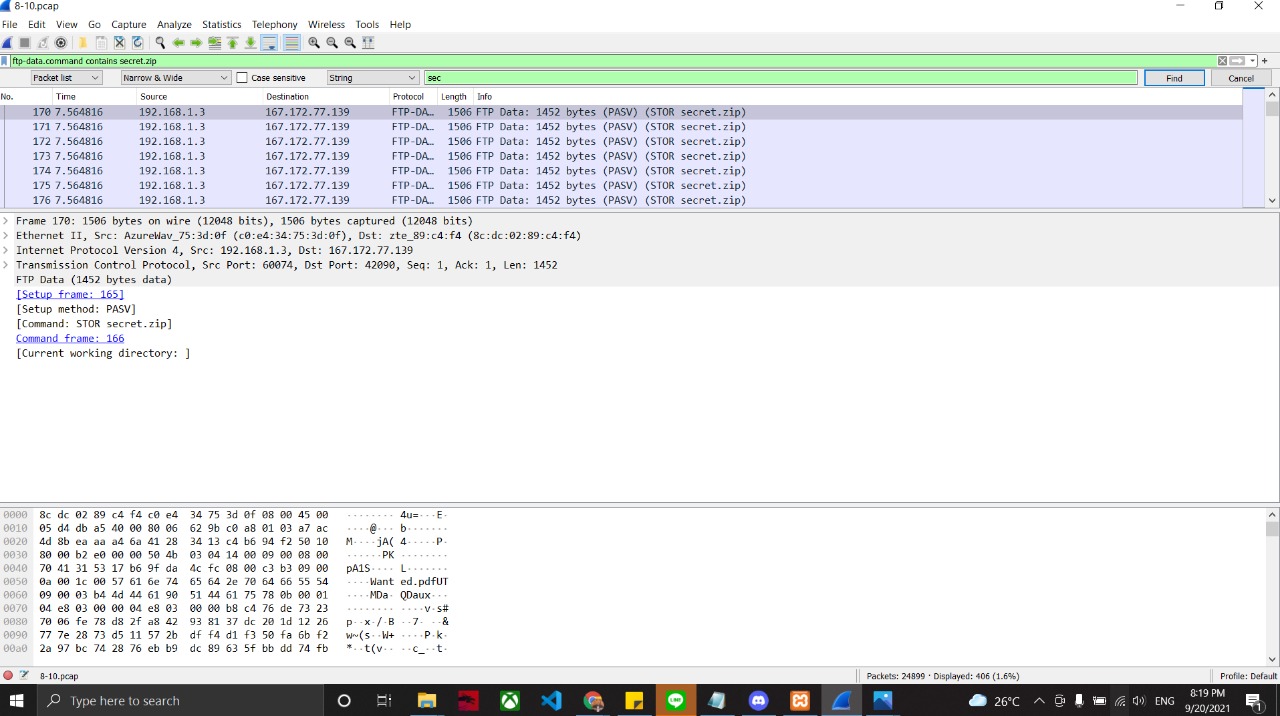 8-10.pcap
File Edit View Go Capture Analyze Statistics Telephony Wireless Tools Help
ftp-data.command contains secret.zip
Packet list Narrow & Wide Case sensitive String sec Find Cancel
No. Time Source Destination Protocol Length Info
170 7.564816 192.168.1.3 167.172.77.139 FTP-DA… 1506 FTP Data: 1452 bytes (PASV) (STOR secret.zip)
171 7.564816 192.168.1.3 167.172.77.139 FTP-DA… 1506 FTP Data: 1452 bytes (PASV) (STOR secret.zip)
172 7.564816 192.168.1.3 167.172.77.139 FTP-DA… 1506 FTP Data: 1452 bytes (PASV) (STOR secret.zip)
173 7.564816 192.168.1.3 167.172.77.139 FTP-DA… 1506 FTP Data: 1452 bytes (PASV) (STOR secret.zip)
174 7.564816 192.168.1.3 167.172.77.139 FTP-DA… 1506 FTP Data: 1452 bytes (PASV) (STOR secret.zip)
175 7.564816 192.168.1.3 167.172.77.139 FTP-DA… 1506 FTP Data: 1452 bytes (PASV) (STOR secret.zip)
176 7.564816 192.168.1.3 167.172.77.139 FTP-DA… 1506 FTP Data: 1452 bytes (PASV) (STOR secret.zip)
Frame 170: 1506 bytes on wire (12048 bits), 1506 bytes captured (12048 bits)
Ethernet II, Src: AzureWav_75:3d:0f (c0:e4:34:75:3d:0f), Dst: zte_89:c4:f4 (8c:dc:02:89:c4:f4)
Internet Protocol Version 4, Src: 192.168.1.3, Dst: 167.172.77.139
Transmission Control Protocol, Src Port: 60074, Dst Port: 42090, Seq: 1, Ack: 1, Len: 1452
FTP Data (1452 bytes data)
[Setup frame: 165]
[Setup method: PASV]
[Command: STOR secret.zip]
Command frame: 166
[Current working directory: ]
0000 8c dc 02 89 c4 f4 c0 e4 34 75 3d 0f 08 00 45 00 ········ 4u=···E·
0010 05 d4 db a5 40 00 80 06 62 9b c0 a8 01 03 a7 ac ····@··· b·······
0020 4d 8b ea aa a4 6a 41 28 34 13 c4 b6 94 f2 50 10 M····jA( 4·····P·
0030 80 00 b2 e0 00 00 50 4b 03 04 14 00 09 00 08 00 ······PK ········
0040 70 41 31 53 17 b6 9f da 4c fc 08 00 c3 b3 09 00 pA1S···· L·······
0050 0a 00 1c 00 57 61 6e 74 65 64 2e 70 64 66 55 54 ····Want ed.pdfUT
0060 09 00 03 b4 4d 44 61 90 51 44 61 75 78 0b 00 01 ····MDa· QDaux···
0070 04 e8 03 00 00 04 e8 03 00 00 b8 c4 76 de 73 23 ········ ····v·s#
0080 70 06 fe 78 d8 2f a8 42 93 81 37 dc 20 1d 12 26 p··x·/·B ··7· ··&
0090 77 7e 28 73 d5 11 57 2b df f4 d1 f3 50 fa 6b f2 w~(s··W+ ····P·k·
00a0 2a 97 bc 74 28 76 eb b9 dc 89 63 5f bb dd 74 fb *··t(v·· ··c_··t·
8-10.pcap Packets: 24899 · Displayed: 406 (1.6%) Profile: Default
Type here to search 26°C ENG 8:19 PM
9/20/2021 1